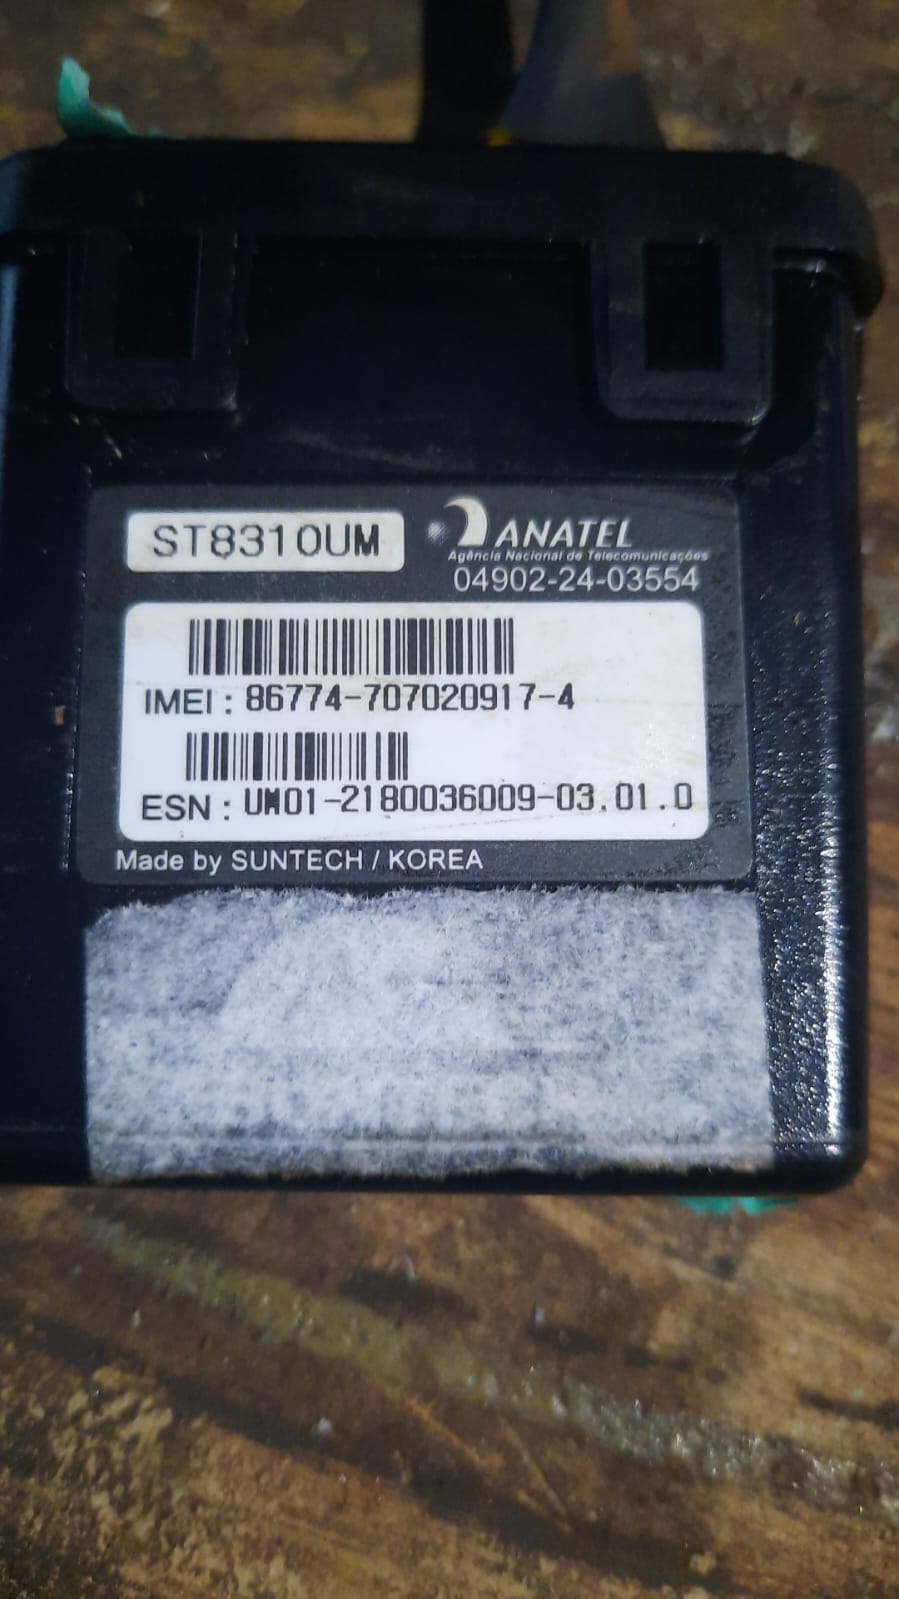 ST8310UM
ANATEL
Agência Nacional de Telecomunicações
04902-24-03554
IMEI : 86774-707020917-4
ESN : UM01-2180036009-03.01.0
Made by SUNTECH / KOREA